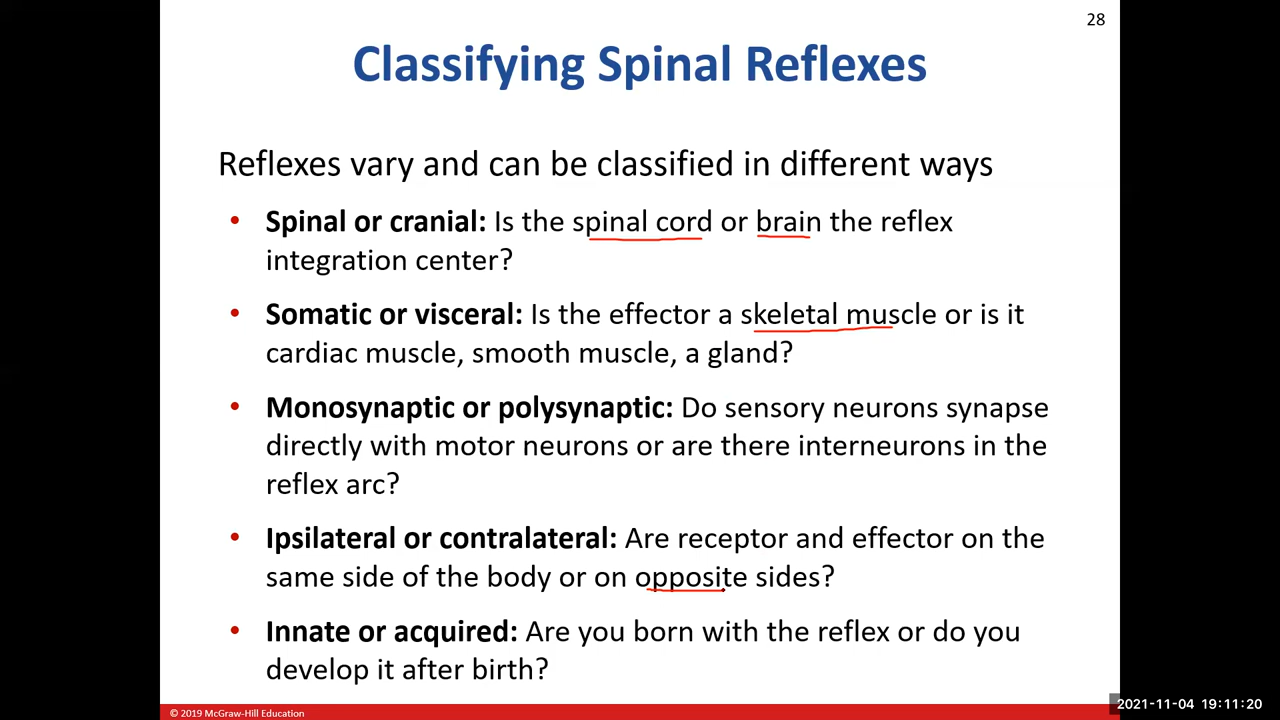 28
Classifying Spinal Reflexes
Reflexes vary and can be classified in different ways
• Spinal or cranial: Is the spinal cord or brain the reflex
integration center?
• Somatic or visceral: Is the effector a skeletal muscle or is it
cardiac muscle, smooth muscle, a gland?
• Monosynaptic or polysynaptic: Do sensory neurons synapse
directly with motor neurons or are there interneurons in the
reflex arc?
• Ipsilateral or contralateral: Are receptor and effector on the
same side of the body or on opposite sides?
• Innate or acquired: Are you born with the reflex or do you
develop it after birth?
© 2019 McGraw-Hill Education
2021-11-04 19:11:20